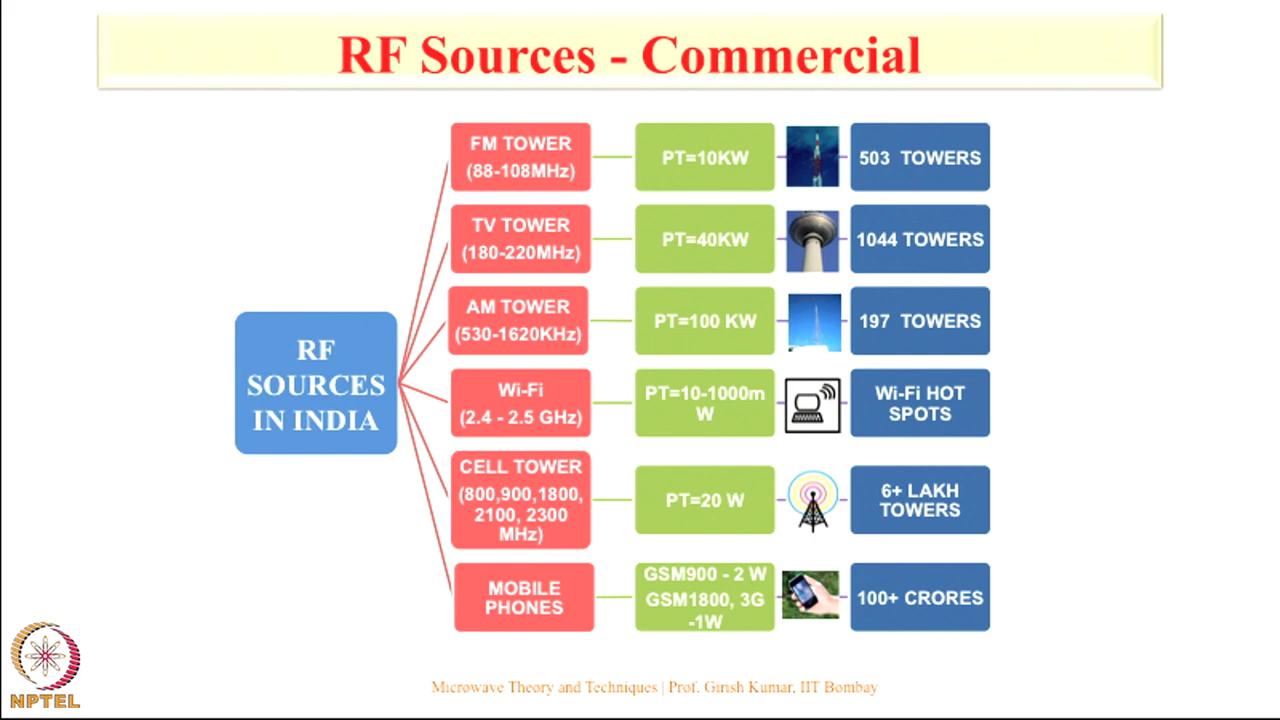 RF Sources - Commercial
RF
SOURCES
IN INDIA
FM TOWER
(88-108MHz)
PT=10KW
503 TOWERS
TV TOWER
(180-220MHz)
PT=40KW
1044 TOWERS
AM TOWER
(530-1620KHz)
PT=100 KW
197 TOWERS
Wi-Fi
(2.4 - 2.5 GHz)
PT=10-1000m
W
Wi-Fi HOT
SPOTS
CELL TOWER
(800,900,1800,
2100, 2300
MHz)
PT=20 W
6+ LAKH
TOWERS
MOBILE
PHONES
GSM900 - 2 W
GSM1800, 3G
-1W
100+ CRORES
NPTEL
Microwave Theory and Techniques | Prof. Girish Kumar, IIT Bombay